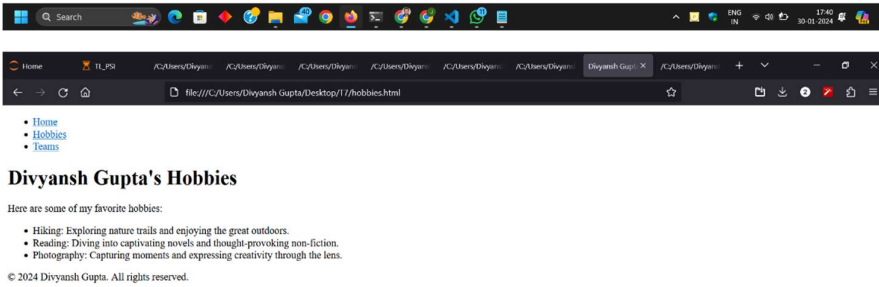 Search
ENG
IN
17:40
30-01-2024
Home
TL_PSI
/C:/Users/Divyans
/C:/Users/Divyans
/C:/Users/Divyans
/C:/Users/Divyans
/C:/Users/Divyans
/C:/Users/Divyans
Divyansh Gupt
/C:/Users/Divyans
file:///C:/Users/Divyansh Gupta/Desktop/T7/hobbies.html
• Home
• Hobbies
• Teams
Divyansh Gupta's Hobbies
Here are some of my favorite hobbies:
• Hiking: Exploring nature trails and enjoying the great outdoors.
• Reading: Diving into captivating novels and thought-provoking non-fiction.
• Photography: Capturing moments and expressing creativity through the lens.
© 2024 Divyansh Gupta. All rights reserved.